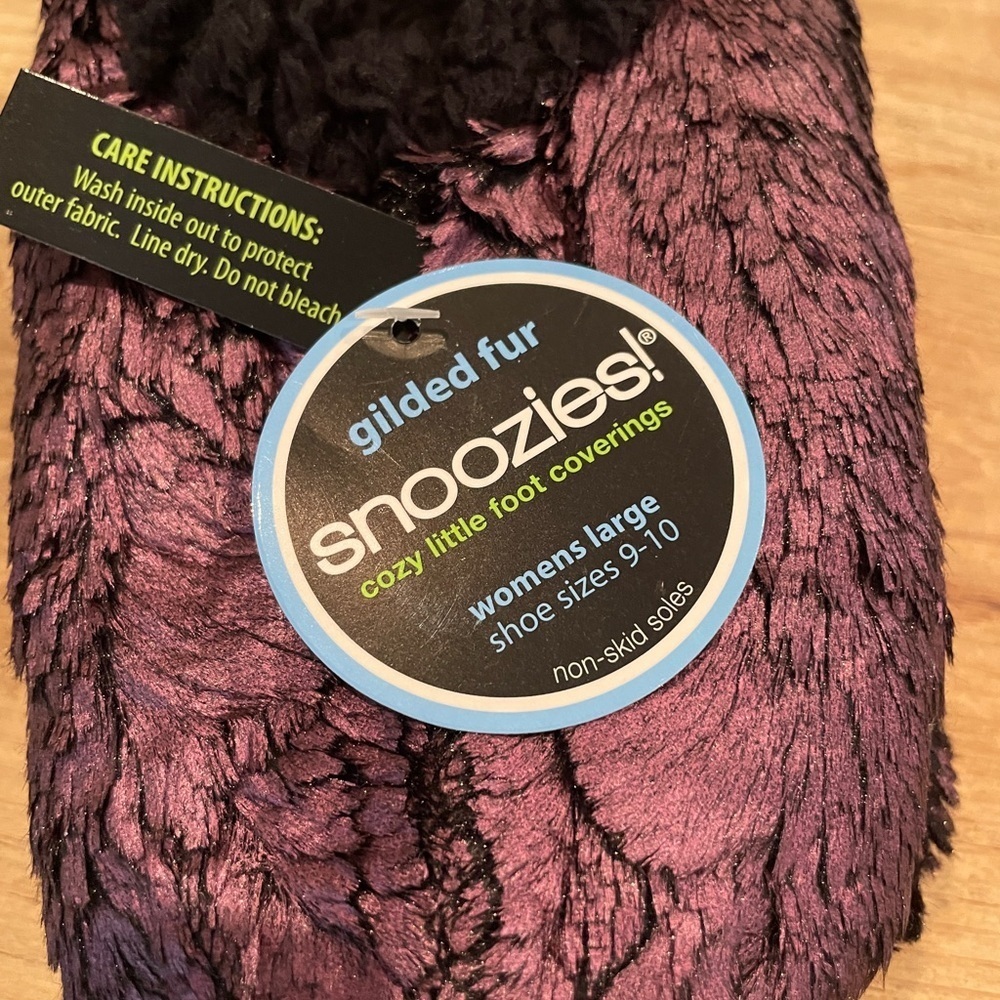 CARE INSTRUCTIONS:
Wash inside out to protect
outer fabric. Line dry. Do not bleach
gilded fur
snoozies!®
cozy little foot coverings
womens large
shoe sizes 9-10
non-skid soles